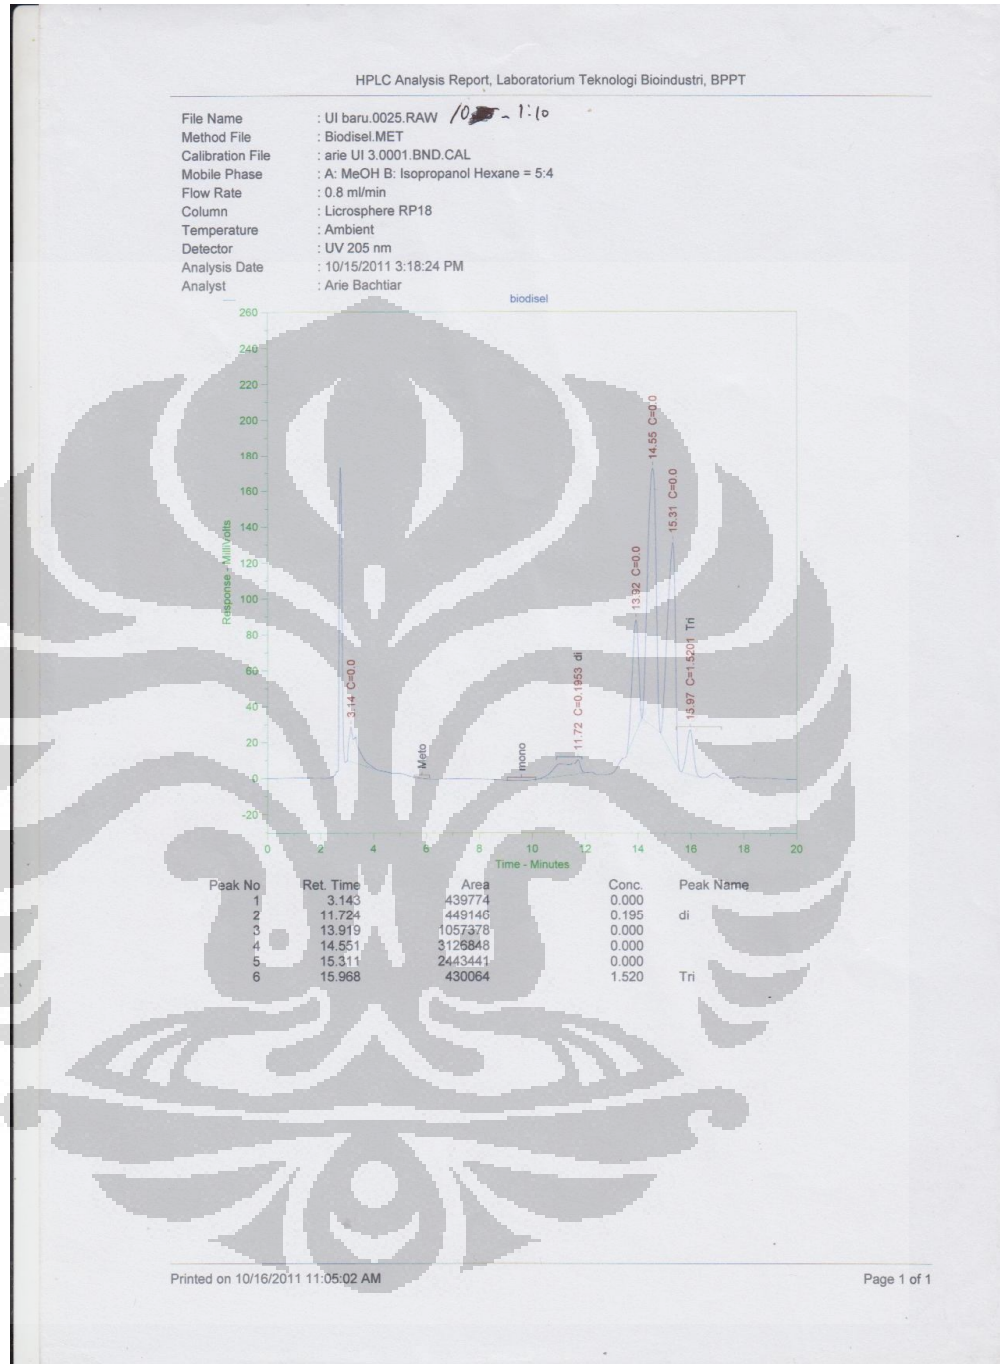 HPLC Analysis Report, Laboratorium Teknologi Bioindustri, BPPT
File Name : UI baru.0025.RAW - 1:10
Method File : Biodisel.MET
Calibration File : arie UI 3.0001.BND.CAL
Mobile Phase : A: MeOH B: Isopropanol Hexane = 5:4
Flow Rate : 0.8 ml/min
Column : Licrosphere RP18
Temperature : Ambient
Detector : UV 205 nm
Analysis Date : 10/15/2011 3:18:24 PM
Analyst : Arie Bachtiar
biodisel
260
240
220
200
180
160
140
120
100
80
60
40
20
0
-20
Response - MilliVolts
3.14 C=0.0
Meto
mono
11.72 C=0.1953 di
13.92 C=0.0
14.55 C=0.0
15.31 C=0.0
15.97 C=1.5201 Tri
0 2 4 6 8 10 12 14 16 18 20
Time - Minutes
Peak No Ret. Time Area Conc. Peak Name
1 3.143 439774 0.000
2 11.724 449146 0.195 di
3 13.919 1057378 0.000
4 14.551 3126848 0.000
5 15.311 2443441 0.000
6 15.968 430064 1.520 Tri
Printed on 10/16/2011 11:05:02 AM Page 1 of 1